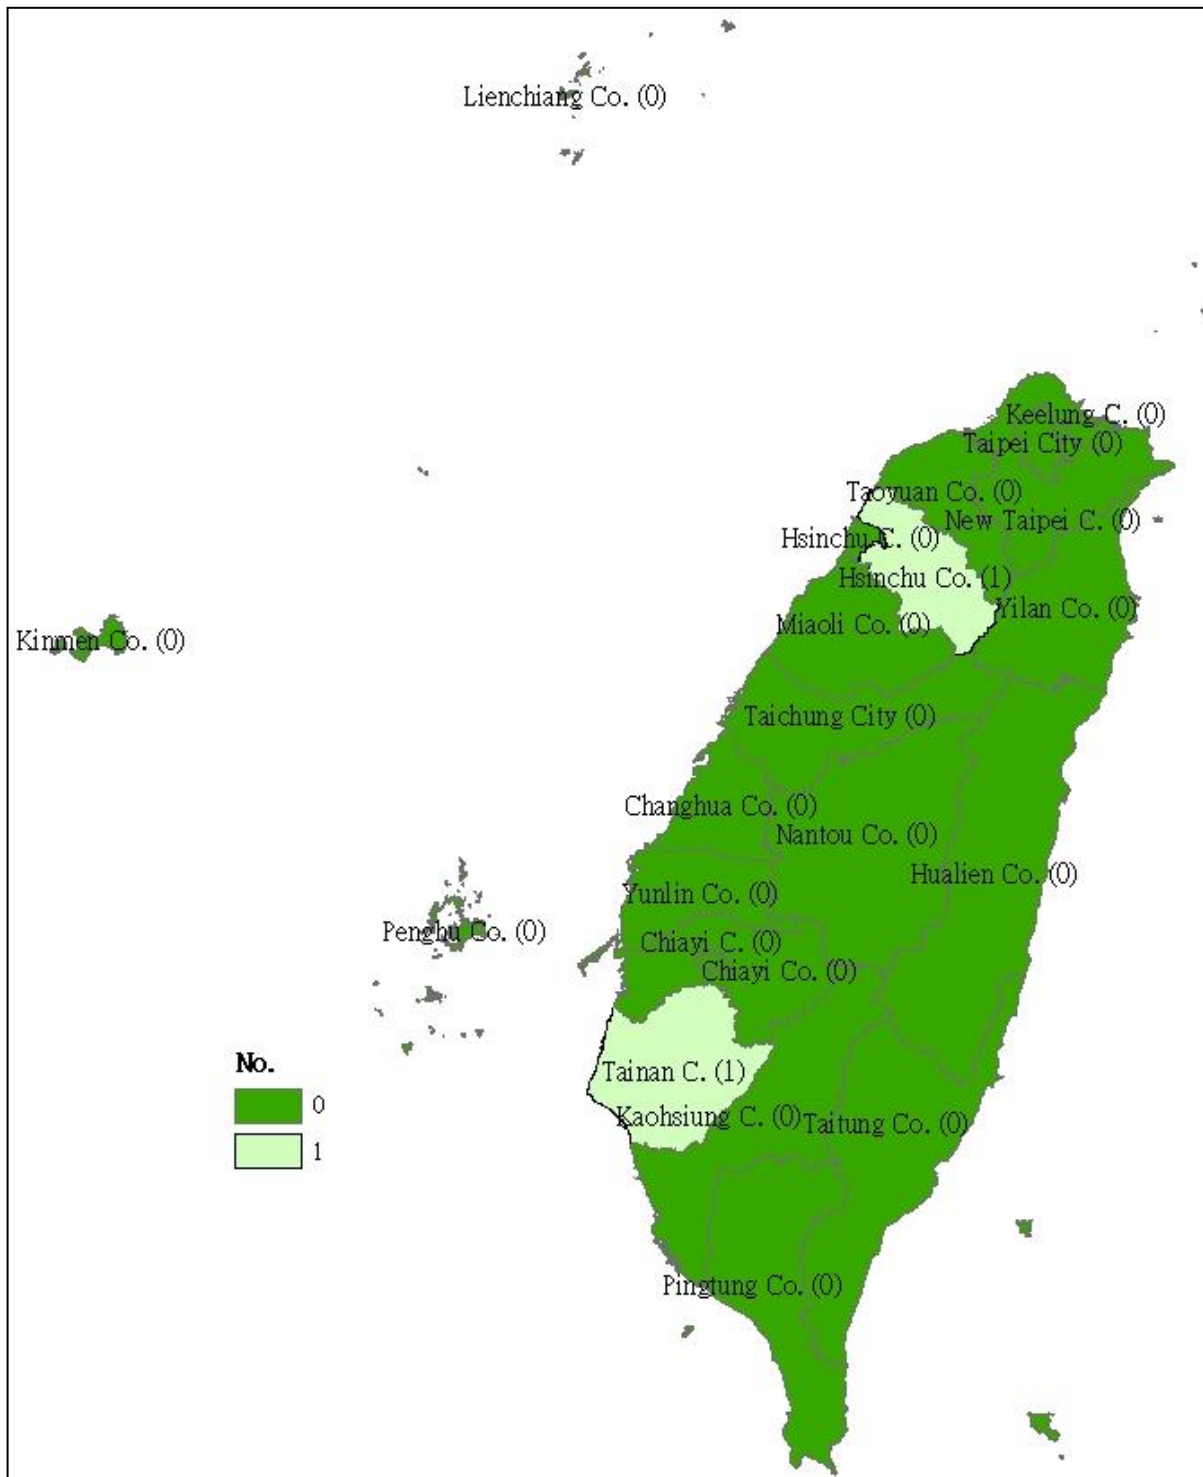 Lienchiang Co. (0)
Keelung C. (0)
Taipei City (0)
Taoyuan Co. (0)
New Taipei C. (0)
Hsinchu C. (0)
Hsinchu Co. (1)
Yilan Co. (0)
Miaoli Co. (0)
Kinmen Co. (0)
Taichung City (0)
Changhua Co. (0)
Nantou Co. (0)
Hualien Co. (0)
Yunlin Co. (0)
Penghu Co. (0)
Chiayi C. (0)
Chiayi Co. (0)
No.
0
1
Tainan C. (1)
Kaohsiung C. (0)
Taitung Co. (0)
Pingtung Co. (0)